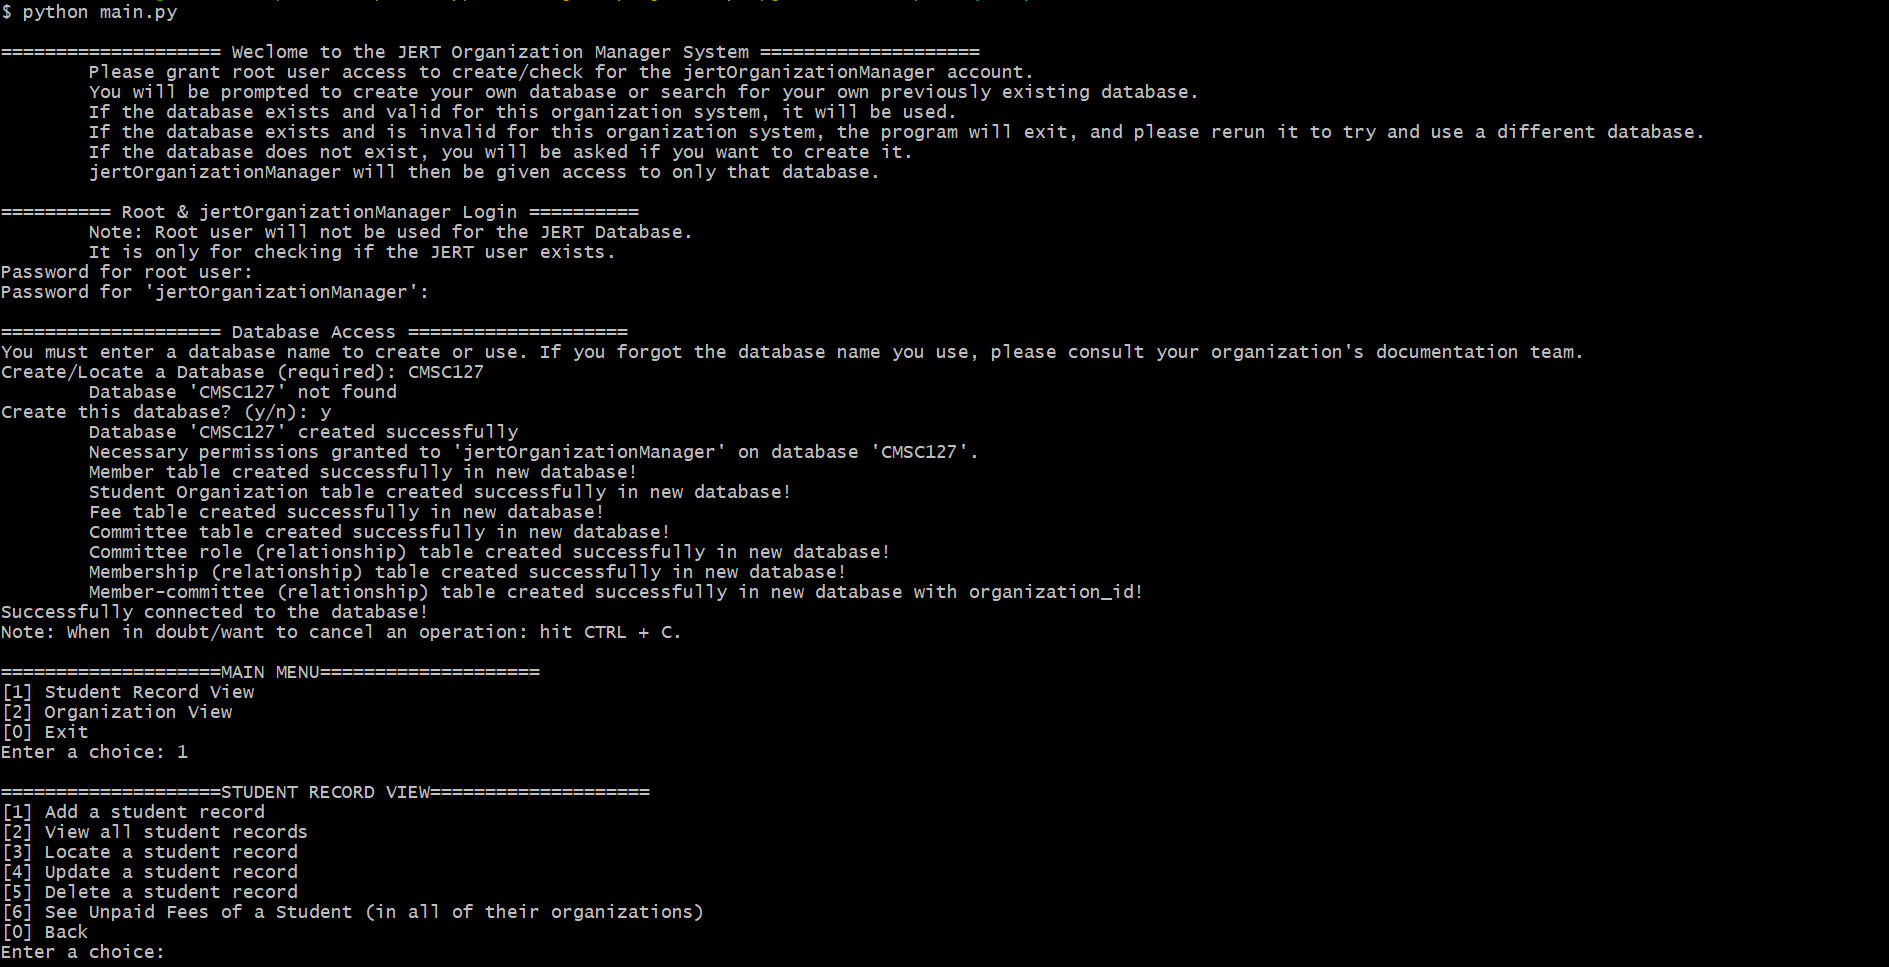 $ python main.py
==================== Weclome to the JERT Organization Manager System ====================
Please grant root user access to create/check for the jertOrganizationManager account.
You will be prompted to create your own database or search for your own previously existing database.
If the database exists and valid for this organization system, it will be used.
If the database exists and is invalid for this organization system, the program will exit, and please rerun it to try and use a different database.
If the database does not exist, you will be asked if you want to create it.
jertOrganizationManager will then be given access to only that database.
========== Root & jertOrganizationManager Login ==========
Note: Root user will not be used for the JERT Database.
It is only for checking if the JERT user exists.
Password for root user:
Password for 'jertOrganizationManager':
==================== Database Access ====================
You must enter a database name to create or use. If you forgot the database name you use, please consult your organization's documentation team.
Create/Locate a Database (required): CMSC127
Database 'CMSC127' not found
Create this database? (y/n): y
Database 'CMSC127' created successfully
Necessary permissions granted to 'jertOrganizationManager' on database 'CMSC127'.
Member table created successfully in new database!
Student Organization table created successfully in new database!
Fee table created successfully in new database!
Committee table created successfully in new database!
Committee role (relationship) table created successfully in new database!
Membership (relationship) table created successfully in new database!
Member-committee (relationship) table created successfully in new database with organization_id!
Successfully connected to the database!
Note: When in doubt/want to cancel an operation: hit CTRL + C.
====================MAIN MENU====================
[1] Student Record View
[2] Organization View
[0] Exit
Enter a choice: 1
====================STUDENT RECORD VIEW====================
[1] Add a student record
[2] View all student records
[3] Locate a student record
[4] Update a student record
[5] Delete a student record
[6] See Unpaid Fees of a Student (in all of their organizations)
[0] Back
Enter a choice: